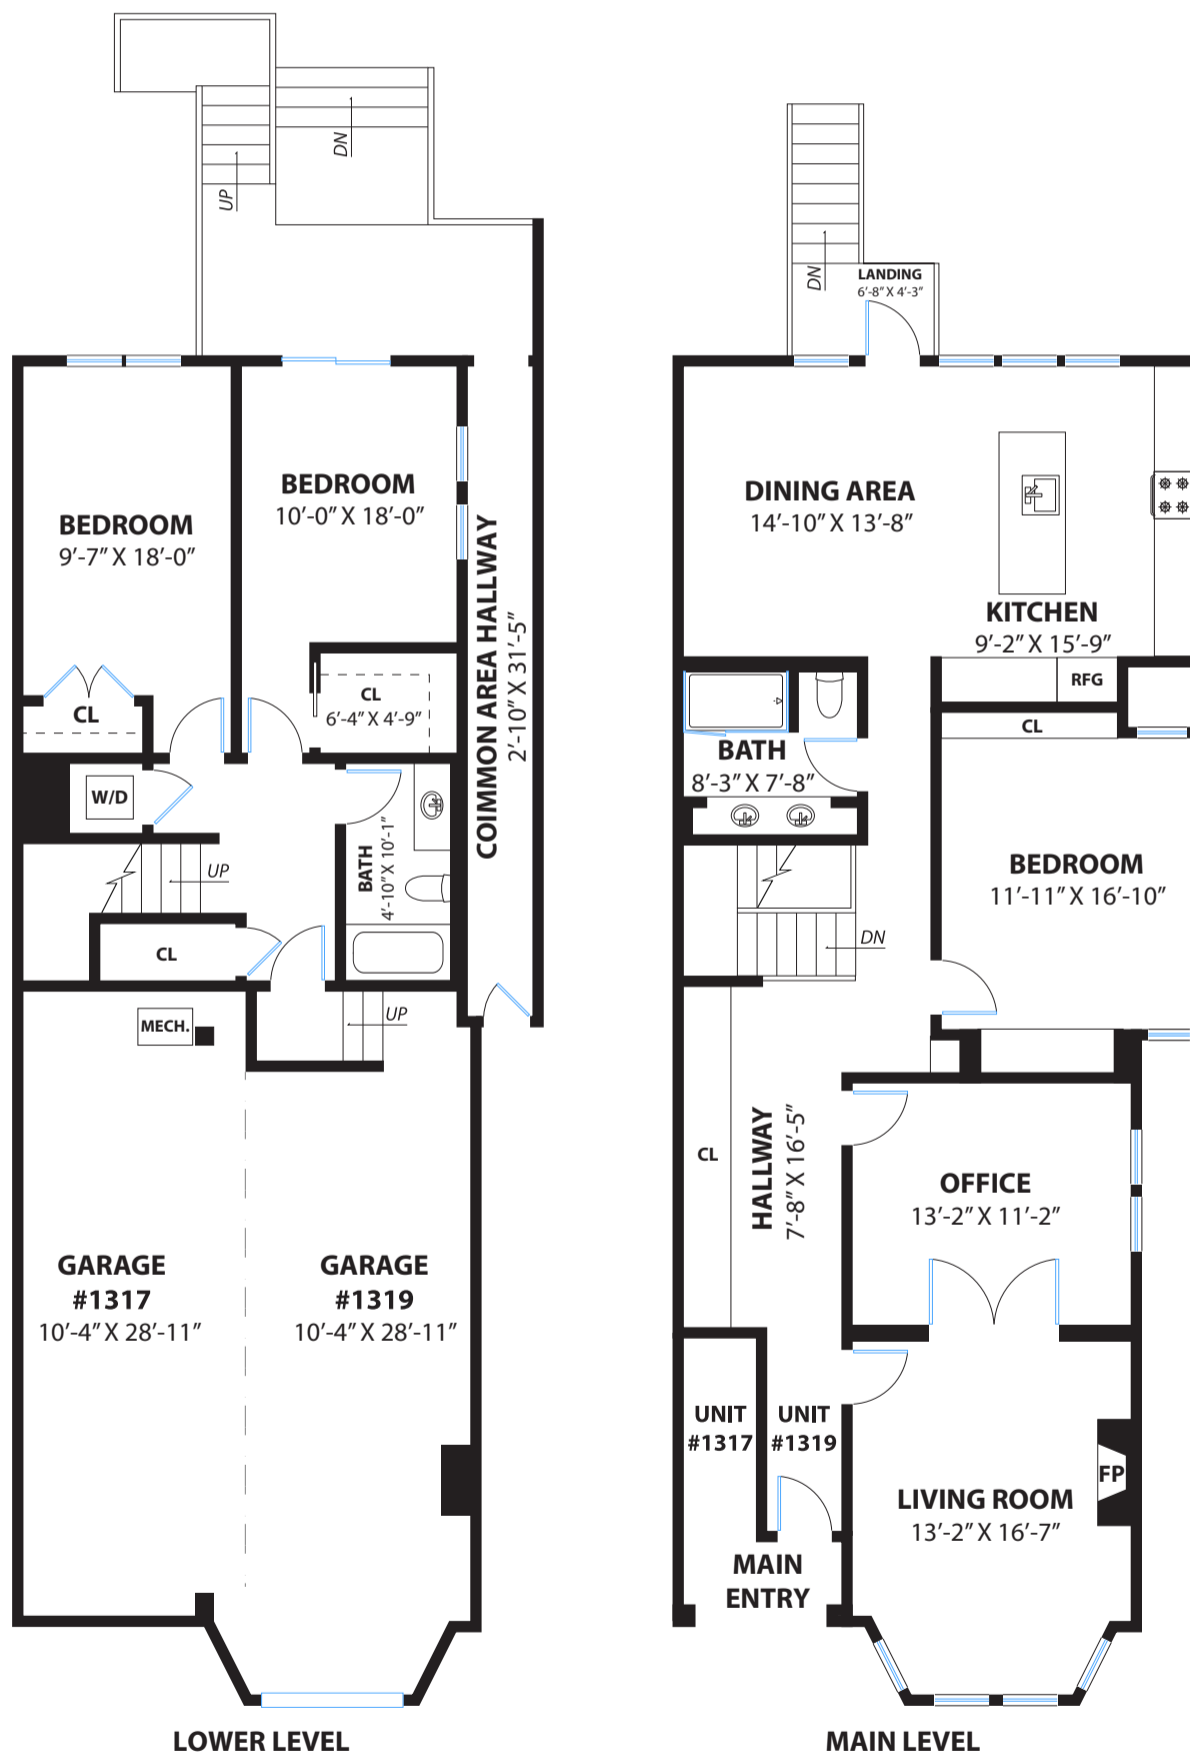 DN
UP
BEDROOM
9’-7” X 18’-0”
BEDROOM
10’-0” X 18’-0”
COIMMON AREA HALLWAY
2’-10” X 31’-5”
CL
CL
6’-4” X 4’-9”
W/D
BATH
4’-10” X 10’-1”
UP
CL
MECH.
UP
GARAGE
#1317
10’-4” X 28’-11”
GARAGE
#1319
10’-4” X 28’-11”
LOWER LEVEL
DN
LANDING
6’-8” X 4’-3”
DINING AREA
14’-10” X 13’-8”
KITCHEN
9’-2” X 15’-9”
RFG
CL
BATH
8’-3” X 7’-8”
BEDROOM
11’-11” X 16’-10”
DN
CL
HALLWAY
7’-8” X 16’-5”
OFFICE
13’-2” X 11’-2”
UNIT
#1317
UNIT
#1319
FP
LIVING ROOM
13’-2” X 16’-7”
MAIN
ENTRY
MAIN LEVEL